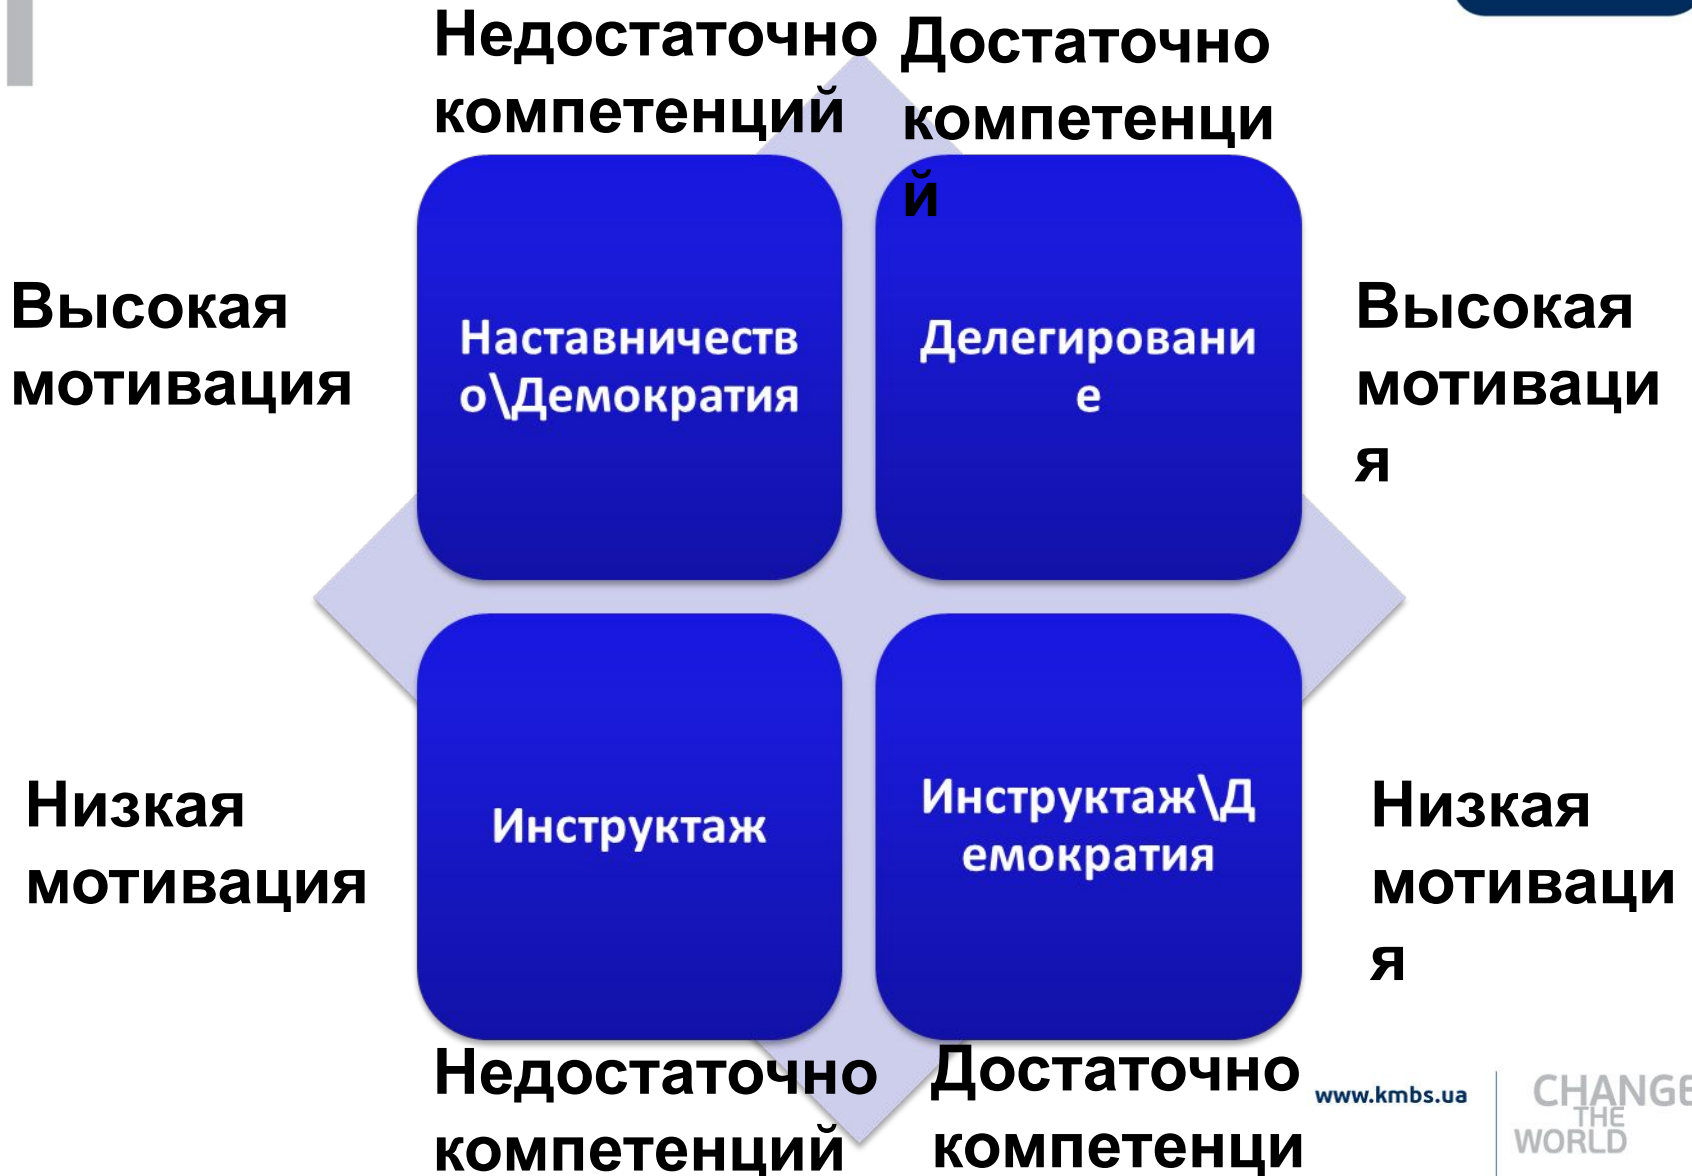 Недостаточно
компетенций
Достаточно
компетенци
й
Высокая
мотивация
Наставничеств
о\Демократия
Делегировани
е
Высокая
мотиваци
я
Низкая
мотивация
Инструктаж
Инструктаж\Д
емократия
Низкая
мотиваци
я
Недостаточно
компетенций
Достаточно
компетенци
www.kmbs.ua
CHANGE
THE
WORLD